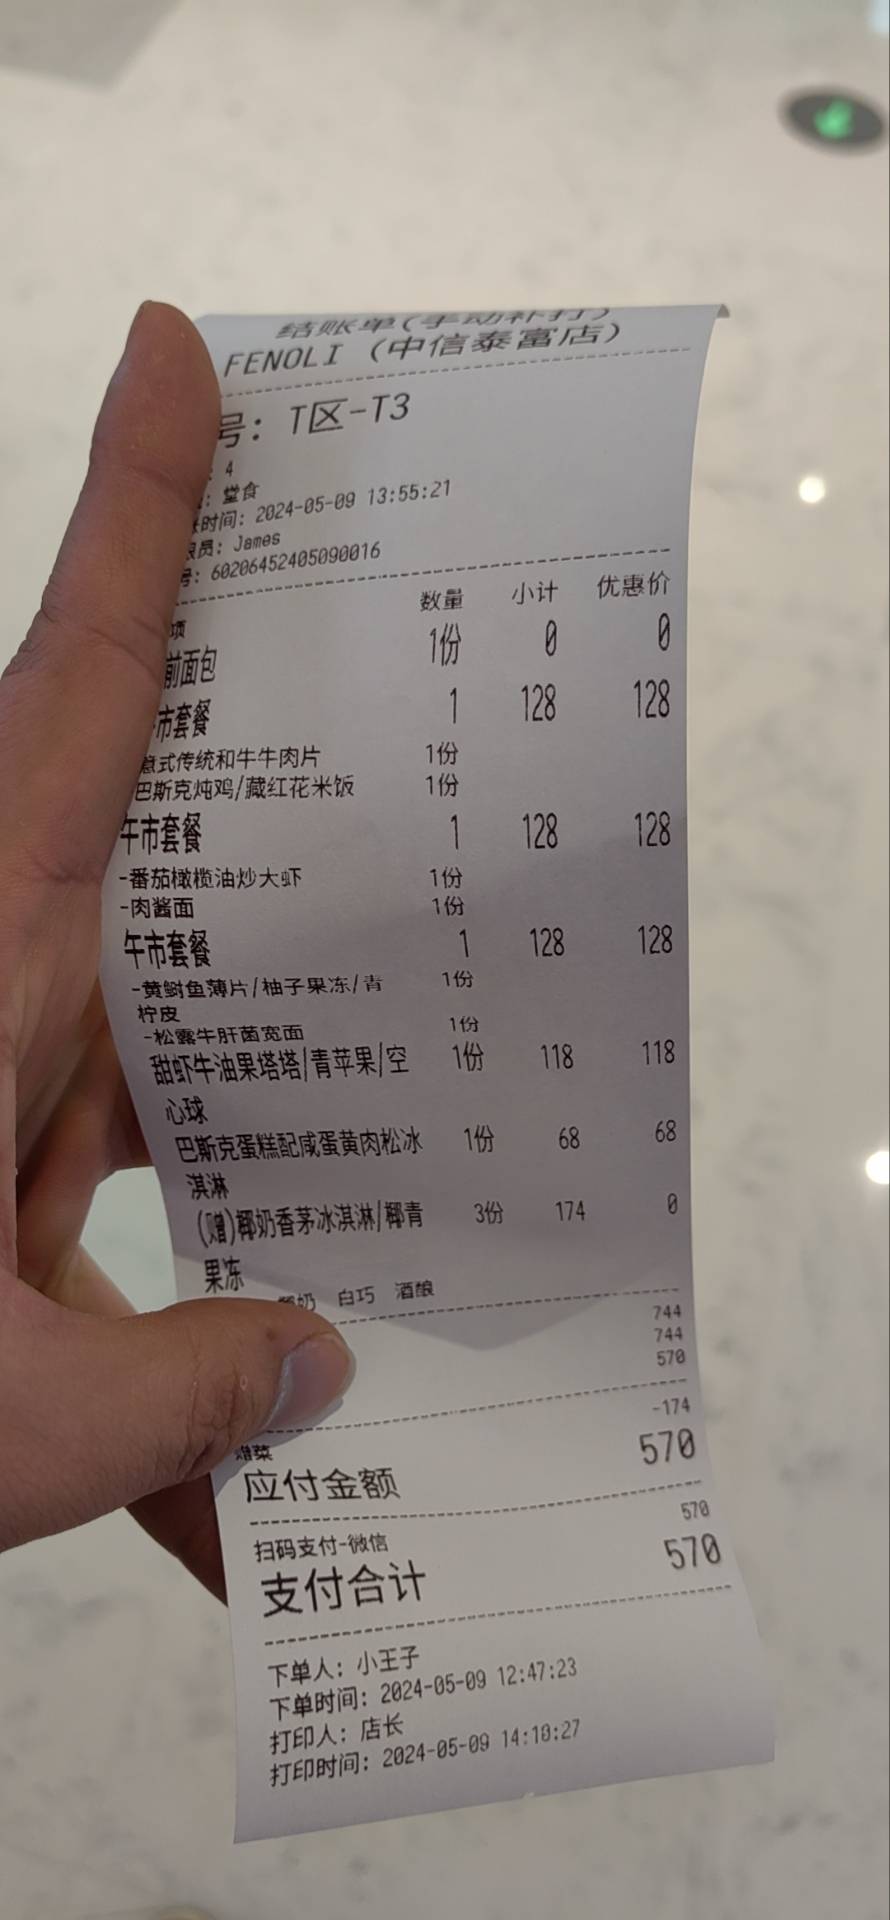 结账单(手动补打)
FENOLI (中信泰富店)
号: T区-T3
4
堂食
时间: 2024-05-09 13:55:21
员: James
号: 60206452405090016
项 数量 小计 优惠价
前面包 1份 0 0
市套餐 1 128 128
意式传统和牛牛肉片 1份
巴斯克炖鸡/藏红花米饭 1份
午市套餐 1 128 128
-番茄橄榄油炒大虾 1份
-肉酱面 1份
午市套餐 1 128 128
-黄鰤鱼薄片/柚子果冻/青 1份
柠皮
-松露牛肝菌宽面 1份
甜虾牛油果塔塔/青苹果/空 1份 118 118
心球
巴斯克蛋糕配咸蛋黄肉松冰 1份 68 68
淇淋
(赠)椰奶香茅冰淇淋/椰青 3份 174 0
果冻
奶 白巧 酒酿
744
744
570
-174
菜
应付金额 570
扫码支付-微信 570
支付合计 570
下单人: 小王子
下单时间: 2024-05-09 12:47:23
打印人: 店长
打印时间: 2024-05-09 14:10:27